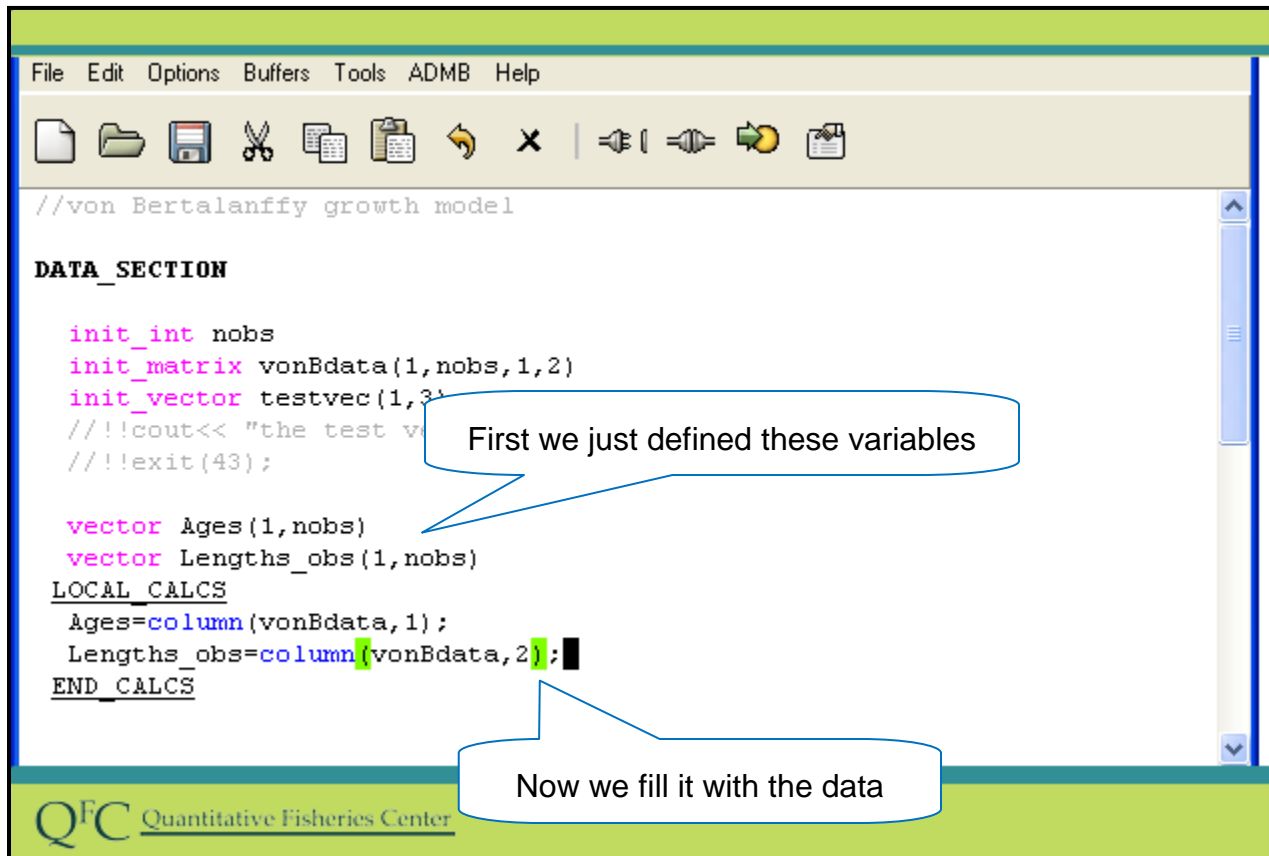 File Edit Options Buffers Tools ADMB Help
//von Bertalanffy growth model
DATA_SECTION
init_int nobs
init_matrix vonBdata(1,nobs,1,2)
init_vector testvec(1,3)
//!!cout<< "the test ve
//!!exit(43);
First we just defined these variables
vector Ages(1,nobs)
vector Lengths_obs(1,nobs)
LOCAL_CALCS
Ages=column(vonBdata,1);
Lengths_obs=column(vonBdata,2);
END_CALCS
Now we fill it with the data
QFC Quantitative Fisheries Center